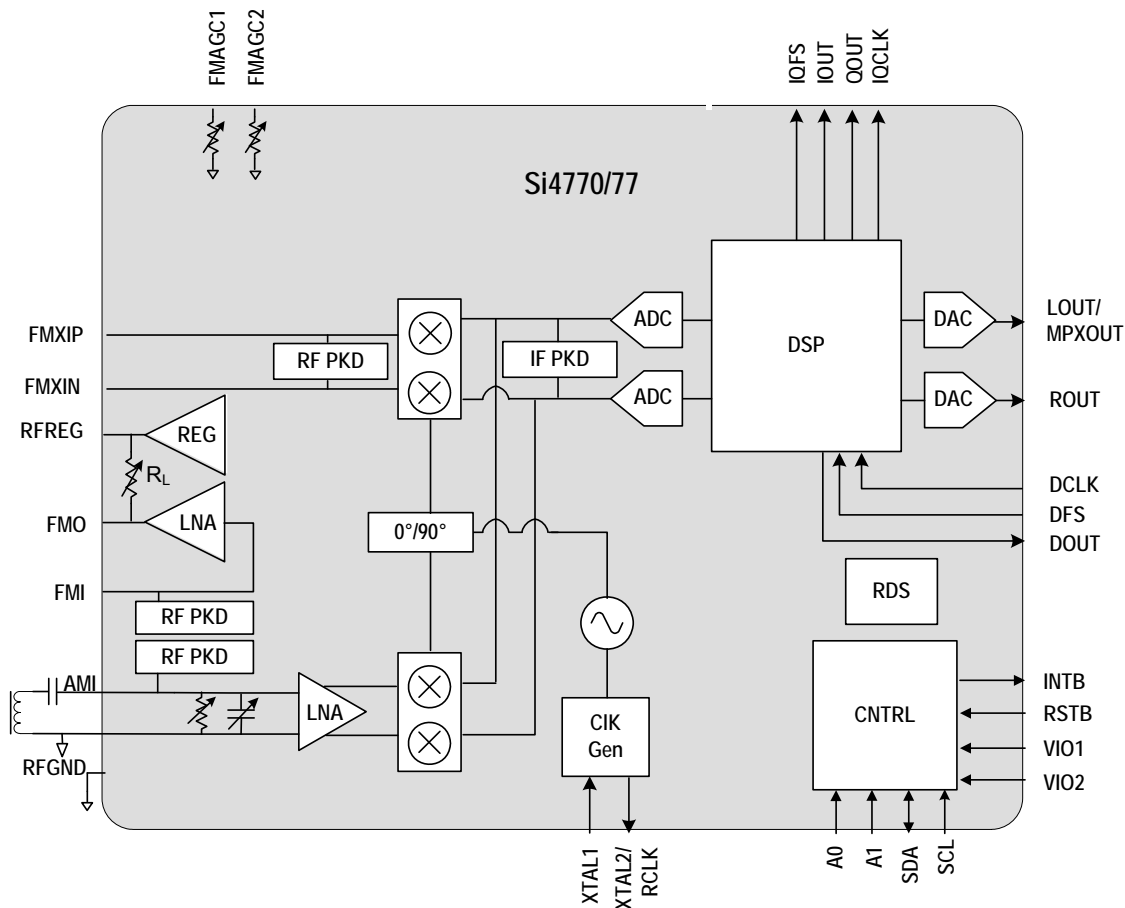 FMAGC1
FMAGC2
IQFS
IOUT
QOUT
IQCLK
Si4770/77
FMXIP
RF PKD
IF PKD
ADC
DSP
DAC
LOUT/
MPXOUT
FMXIN
ADC
DAC
ROUT
RFREG
REG
RL
FMO
LNA
0°/90°
DCLK
DFS
DOUT
FMI
RF PKD
RDS
RF PKD
AMI
LNA
ClK
Gen
CNTRL
INTB
RSTB
VIO1
VIO2
RFGND
XTAL1
XTAL2/
RCLK
A0
A1
SDA
SCL